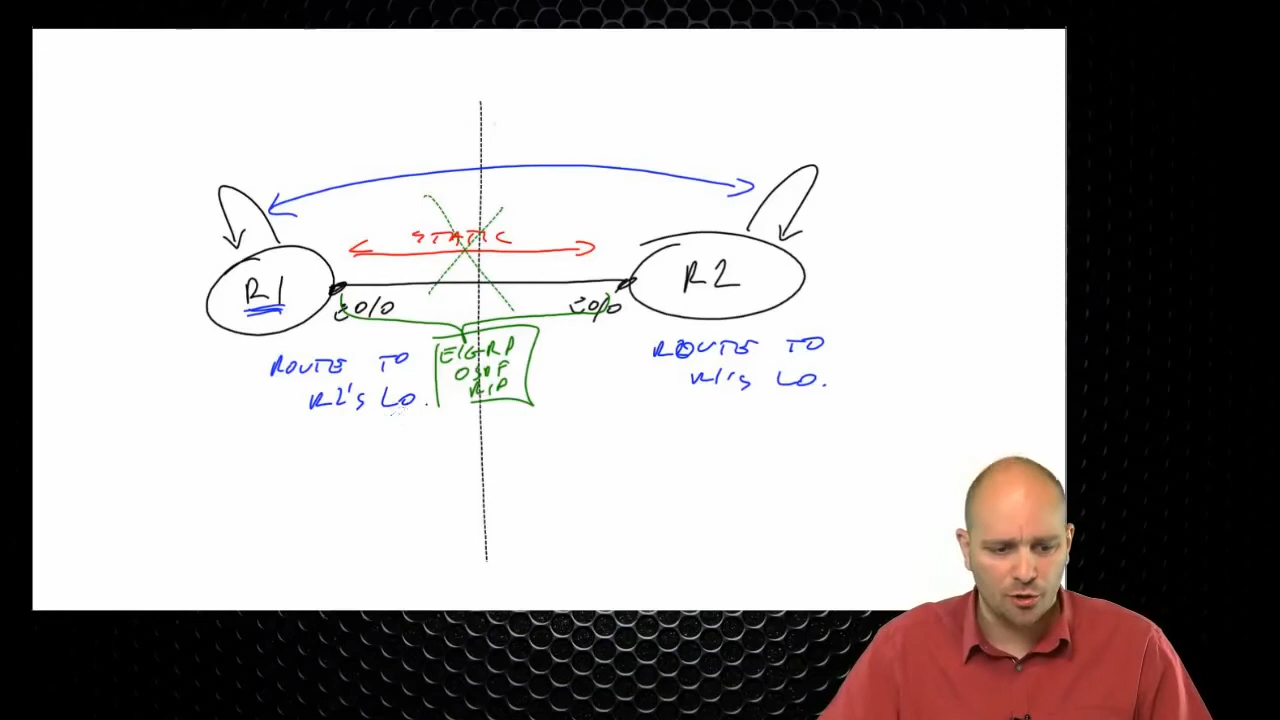 STATIC
R1
R2
E0/0
E0/0
ROUTE TO
R2's LO.
EIGRP
OSPF
RIP
ROUTE TO
R1's LO.